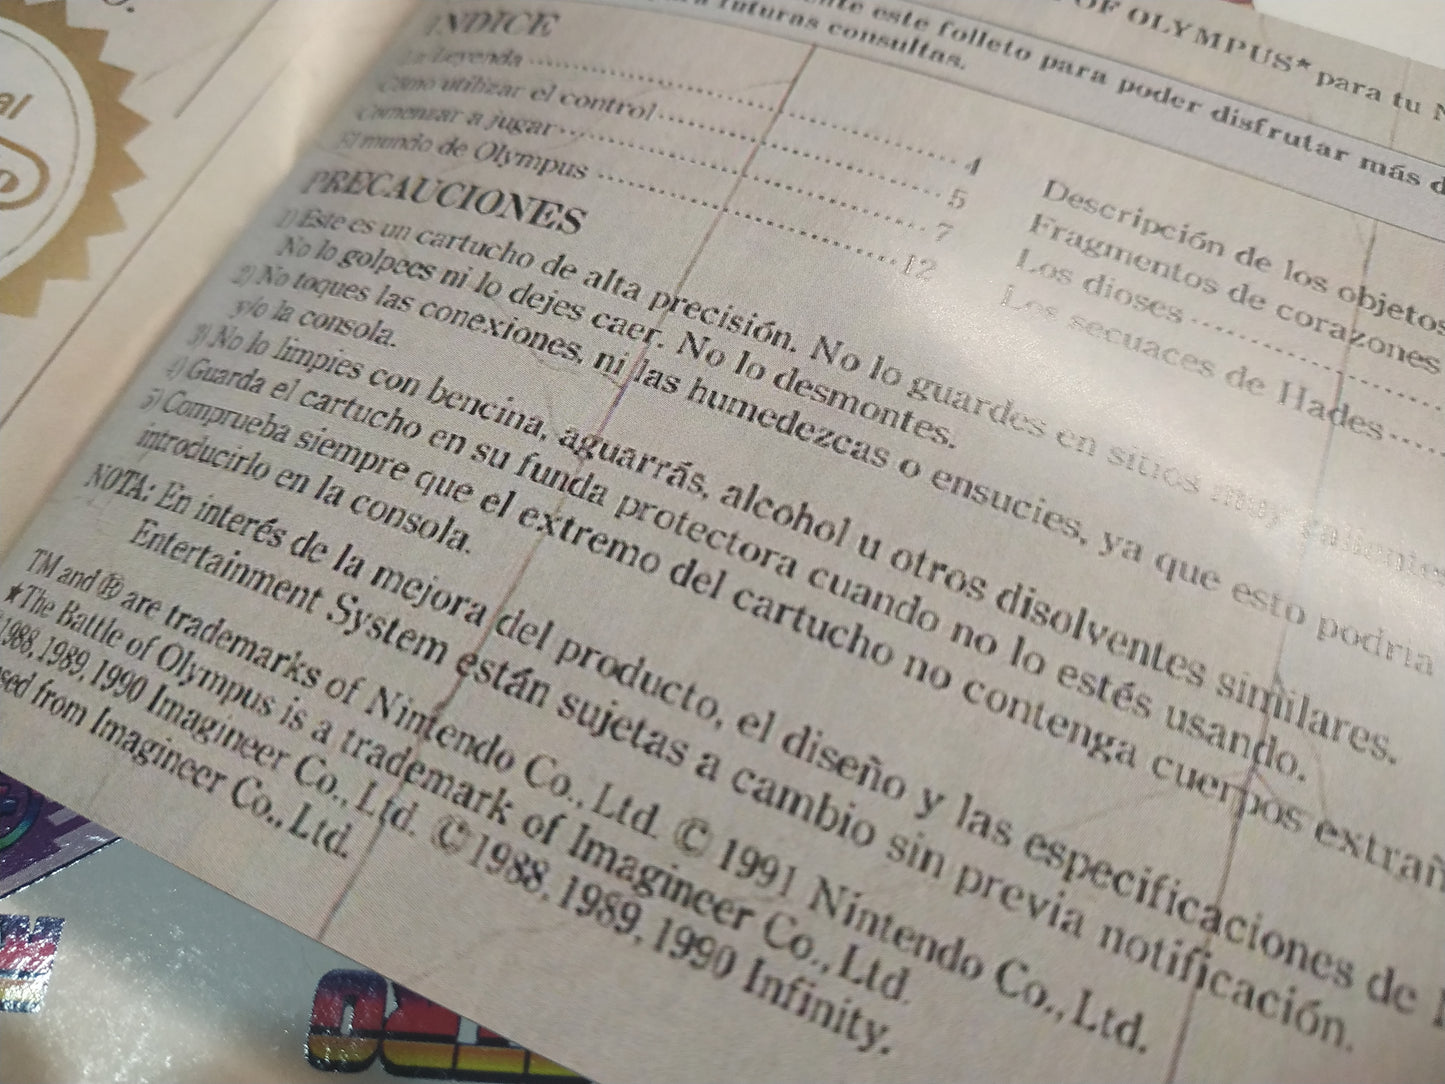 OF OLYMPUS* para tu
este folleto para poder disfrutar más
futuras consultas.
INDICE
La Leyenda .................... 4
Cómo utilizar el control .................... 5
Comenzar a jugar .................... 7
El mundo de Olympus .................... 12
Descripción de los objetos
Fragmentos de corazones
Los dioses ....................
Los secuaces de Hades ....
PRECAUCIONES
1) Este es un cartucho de alta precisión. No lo guardes en sitios muy calientes
No lo golpees ni lo dejes caer. No lo desmontes.
2) No toques las conexiones, ni las humedezcas o ensucies, ya que esto podría
y/o la consola.
3) No lo limpies con bencina, aguarrás, alcohol u otros disolventes similares.
4) Guarda el cartucho en su funda protectora cuando no lo estés usando.
5) Comprueba siempre que el extremo del cartucho no contenga cuerpos
introducirlo en la consola.
NOTA: En interés de la mejora del producto, el diseño y las especificaciones de
Entertainment System están sujetas a cambio sin previa notificación.
TM and ® are trademarks of Nintendo Co., Ltd. © 1991 Nintendo Co., Ltd.
★The Battle of Olympus is a trademark of Imagineer Co., Ltd.
1988, 1989, 1990 Imagineer Co., Ltd. © 1988, 1989, 1990 Infinity.
from Imagineer Co., Ltd.